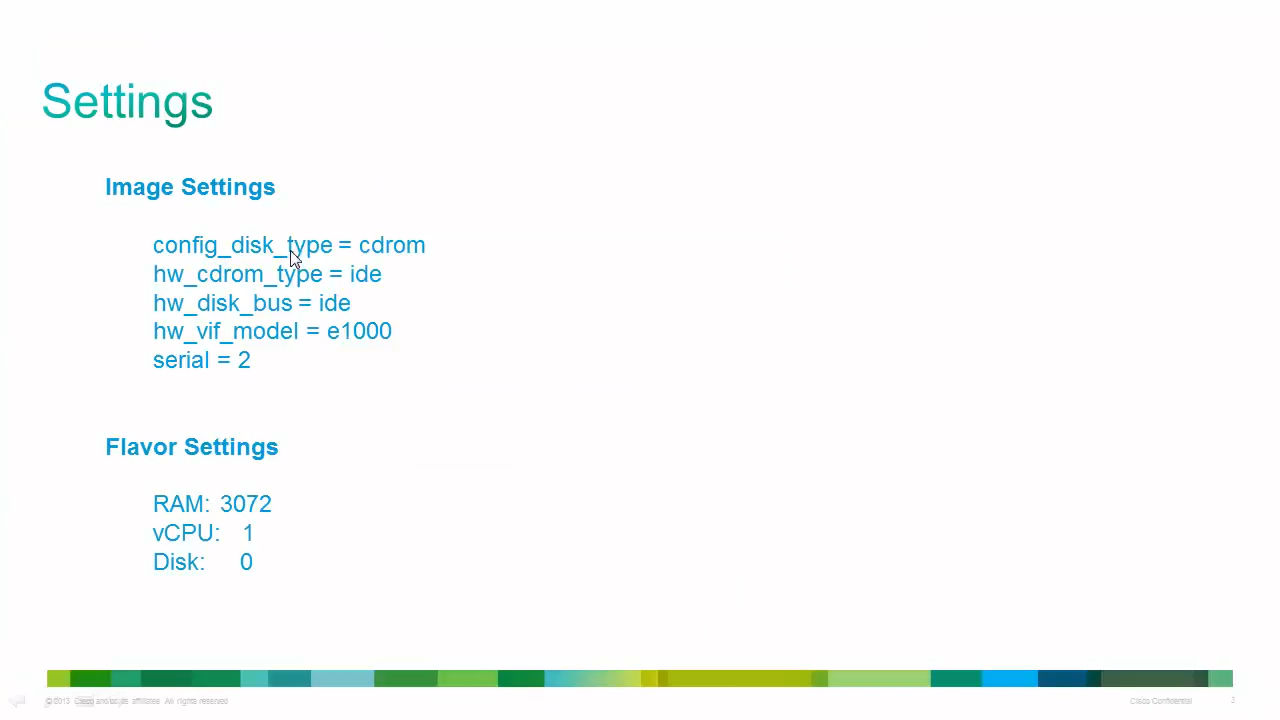 Settings
Image Settings
config_disk_type = cdrom
hw_cdrom_type = ide
hw_disk_bus = ide
hw_vif_model = e1000
serial = 2
Flavor Settings
RAM: 3072
vCPU: 1
Disk: 0
© 2013 Cisco and/or its affiliates. All rights reserved.
Cisco Confidential